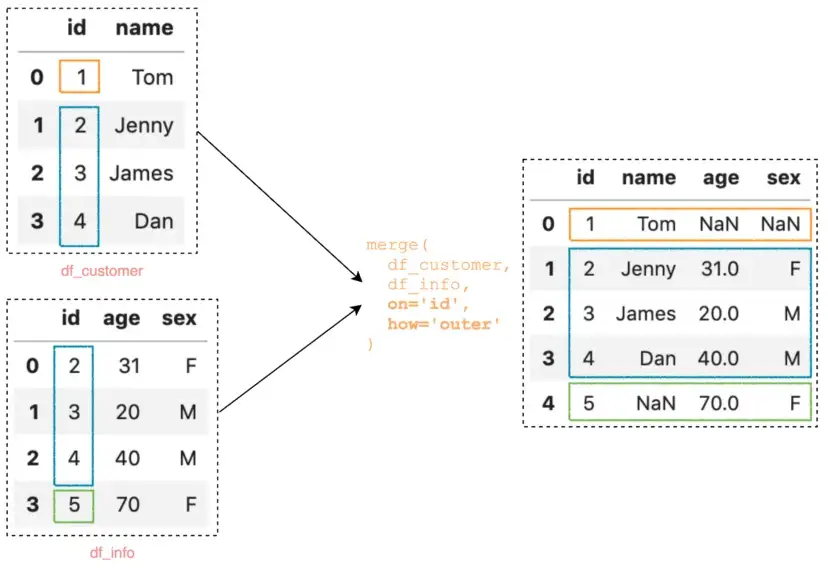 id name
0 1 Tom
1 2 Jenny
2 3 James
3 4 Dan
df_customer
id age sex
0 2 31 F
1 3 20 M
2 4 40 M
3 5 70 F
df_info
merge(
df_customer,
df_info,
on='id',
how='outer'
)
id name age sex
0 1 Tom NaN NaN
1 2 Jenny 31.0 F
2 3 James 20.0 M
3 4 Dan 40.0 M
4 5 NaN 70.0 F